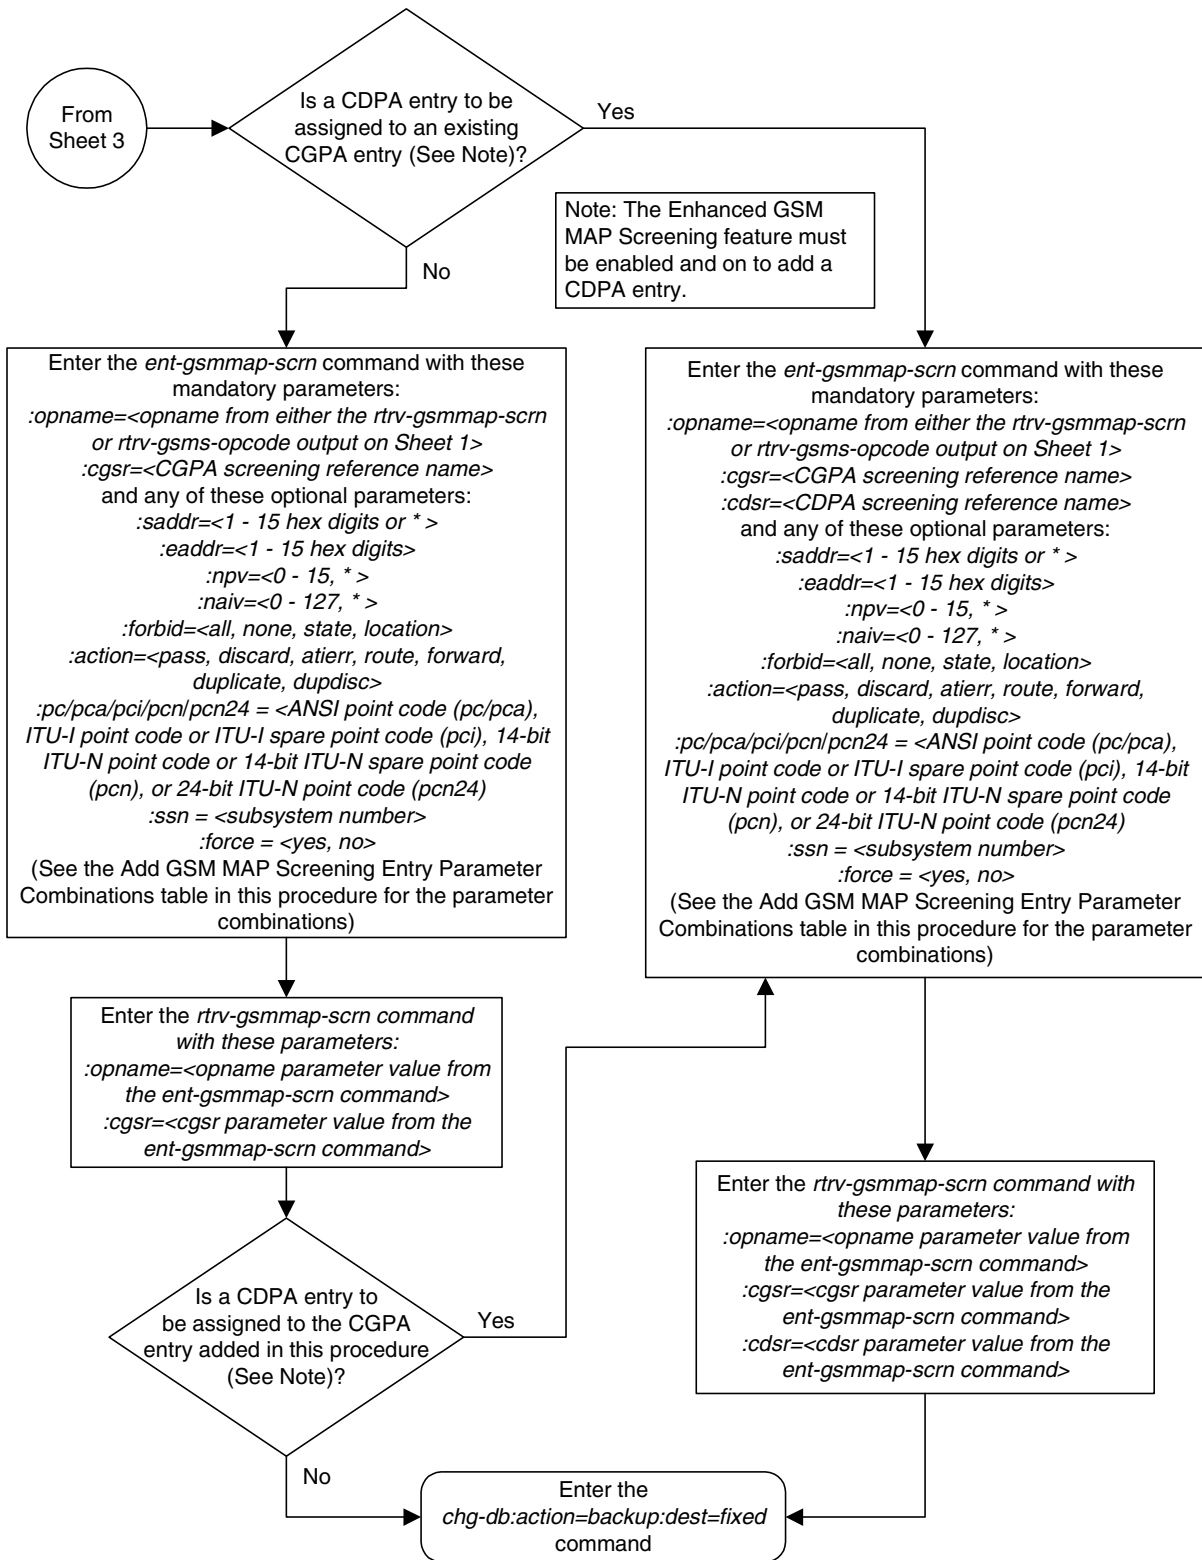 From
Sheet 3
Is a CDPA entry to be
assigned to an existing
CGPA entry (See Note)?
Yes
No
Note: The Enhanced GSM
MAP Screening feature must
be enabled and on to add a
CDPA entry.
Enter the ent-gsmmap-scrn command with these
mandatory parameters:
:opname=<opname from either the rtrv-gsmmap-scrn
or rtrv-gsms-opcode output on Sheet 1>
:cgsr=<CGPA screening reference name>
and any of these optional parameters:
:saddr=<1 - 15 hex digits or * >
:eaddr=<1 - 15 hex digits>
:npv=<0 - 15, * >
:naiv=<0 - 127, * >
:forbid=<all, none, state, location>
:action=<pass, discard, atierr, route, forward,
duplicate, dupdisc>
:pc/pca/pci/pcn/pcn24 = <ANSI point code (pc/pca),
ITU-I point code or ITU-I spare point code (pci), 14-bit
ITU-N point code or 14-bit ITU-N spare point code
(pcn), or 24-bit ITU-N point code (pcn24)
:ssn = <subsystem number>
:force = <yes, no>
(See the Add GSM MAP Screening Entry Parameter
Combinations table in this procedure for the parameter
combinations)
Enter the ent-gsmmap-scrn command with these
mandatory parameters:
:opname=<opname from either the rtrv-gsmmap-scrn
or rtrv-gsms-opcode output on Sheet 1>
:cgsr=<CGPA screening reference name>
:cdsr=<CDPA screening reference name>
and any of these optional parameters:
:saddr=<1 - 15 hex digits or * >
:eaddr=<1 - 15 hex digits>
:npv=<0 - 15, * >
:naiv=<0 - 127, * >
:forbid=<all, none, state, location>
:action=<pass, discard, atierr, route, forward,
duplicate, dupdisc>
:pc/pca/pci/pcn/pcn24 = <ANSI point code (pc/pca),
ITU-I point code or ITU-I spare point code (pci), 14-bit
ITU-N point code or 14-bit ITU-N spare point code
(pcn), or 24-bit ITU-N point code (pcn24)
:ssn = <subsystem number>
:force = <yes, no>
(See the Add GSM MAP Screening Entry Parameter
Combinations table in this procedure for the parameter
combinations)
Enter the rtrv-gsmmap-scrn command
with these parameters:
:opname=<opname parameter value from
the ent-gsmmap-scrn command>
:cgsr=<cgsr parameter value from the
ent-gsmmap-scrn command>
Is a CDPA entry to
be assigned to the CGPA
entry added in this procedure
(See Note)?
Yes
No
Enter the rtrv-gsmmap-scrn command with
these parameters:
:opname=<opname parameter value from
the ent-gsmmap-scrn command>
:cgsr=<cgsr parameter value from the
ent-gsmmap-scrn command>
:cdsr=<cdsr parameter value from the
ent-gsmmap-scrn command>
Enter the
chg-db:action=backup:dest=fixed
command